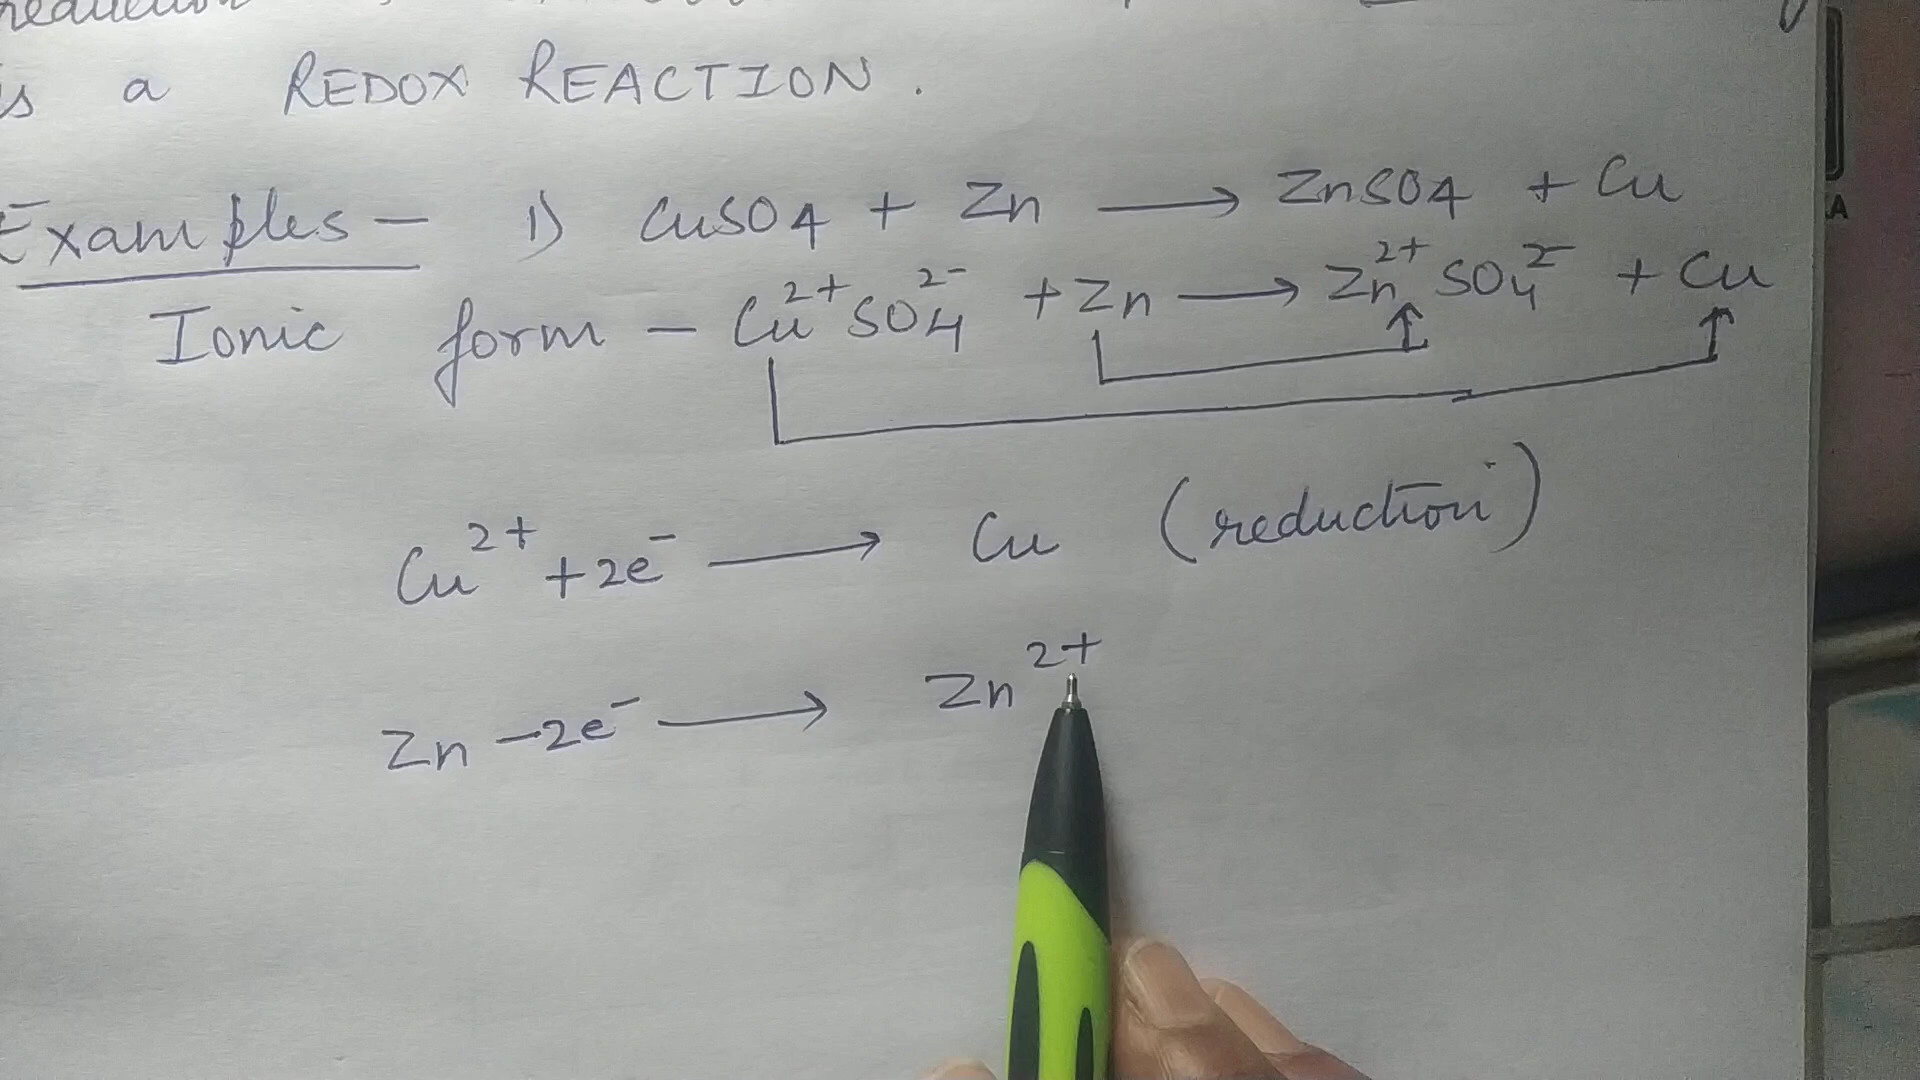 reduction
is a REDOX REACTION.
Examples - 1) CuSO4 + Zn → ZnSO4 + Cu
Ionic form - Cu²⁺SO₄²⁻ + Zn → Zn²⁺SO₄²⁻ + Cu
Cu²⁺ + 2e⁻ → Cu (reduction)
Zn - 2e⁻ → Zn²⁺
A